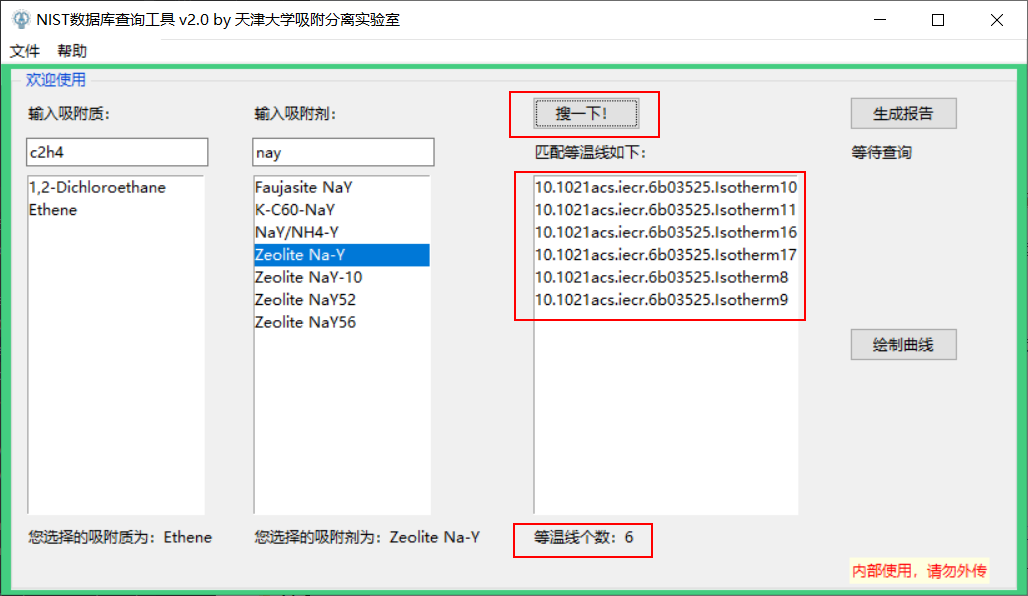 NIST数据库查询工具 v2.0 by 天津大学吸附分离实验室
文件 帮助
欢迎使用
输入吸附质:
输入吸附剂:
搜一下!
生成报告
c2h4
nay
匹配等温线如下:
等待查询
1,2-Dichloroethane
Ethene
Faujasite NaY
K-C60-NaY
NaY/NH4-Y
Zeolite Na-Y
Zeolite NaY-10
Zeolite NaY52
Zeolite NaY56
10.1021acs.iecr.6b03525.Isotherm10
10.1021acs.iecr.6b03525.Isotherm11
10.1021acs.iecr.6b03525.Isotherm16
10.1021acs.iecr.6b03525.Isotherm17
10.1021acs.iecr.6b03525.Isotherm8
10.1021acs.iecr.6b03525.Isotherm9
绘制曲线
您选择的吸附质为: Ethene
您选择的吸附剂为: Zeolite Na-Y
等温线个数: 6
内部使用，请勿外传